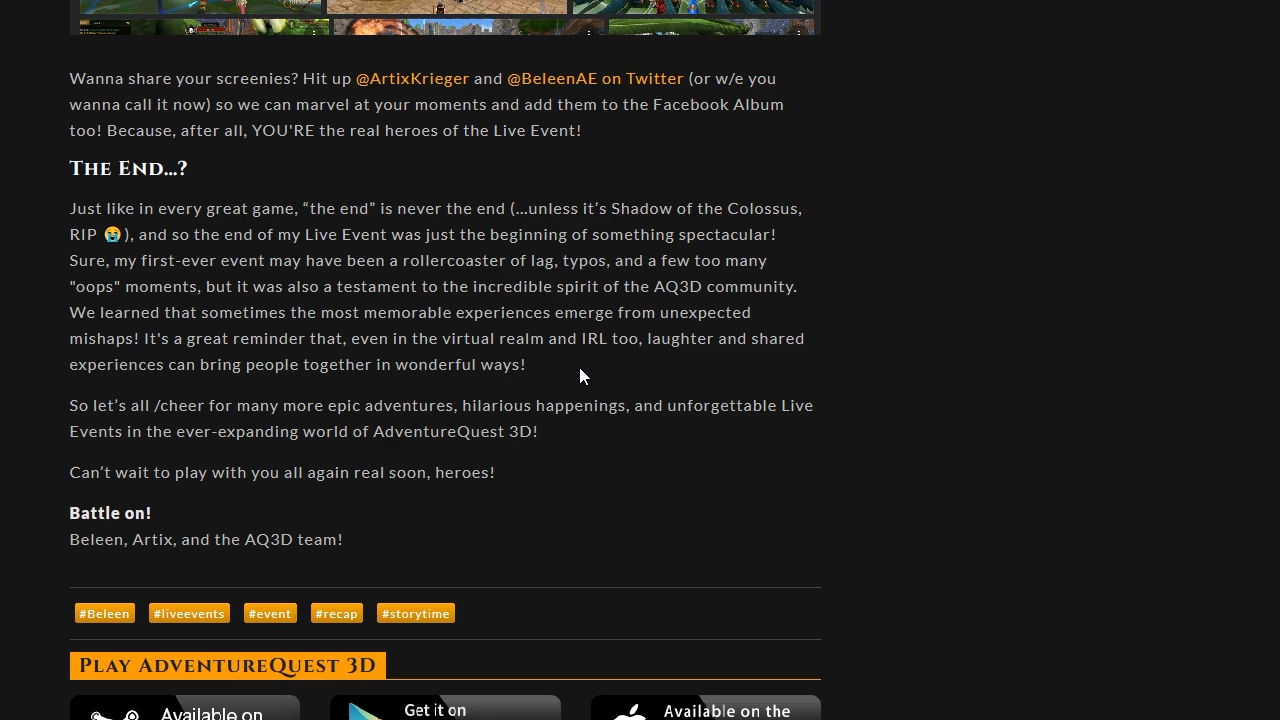 Wanna share your screenies? Hit up @ArtixKrieger and @BeleenAE on Twitter (or w/e you
wanna call it now) so we can marvel at your moments and add them to the Facebook Album
too! Because, after all, YOU'RE the real heroes of the Live Event!
The End...?
Just like in every great game, “the end” is never the end (...unless it’s Shadow of the Colossus,
RIP 😭), and so the end of my Live Event was just the beginning of something spectacular!
Sure, my first-ever event may have been a rollercoaster of lag, typos, and a few too many
"oops" moments, but it was also a testament to the incredible spirit of the AQ3D community.
We learned that sometimes the most memorable experiences emerge from unexpected
mishaps! It's a great reminder that, even in the virtual realm and IRL too, laughter and shared
experiences can bring people together in wonderful ways!
So let’s all /cheer for many more epic adventures, hilarious happenings, and unforgettable Live
Events in the ever-expanding world of AdventureQuest 3D!
Can’t wait to play with you all again real soon, heroes!
Battle on!
Beleen, Artix, and the AQ3D team!
#Beleen #liveevents #event #recap #storytime
Play AdventureQuest 3D
Available on Get it on Available on the